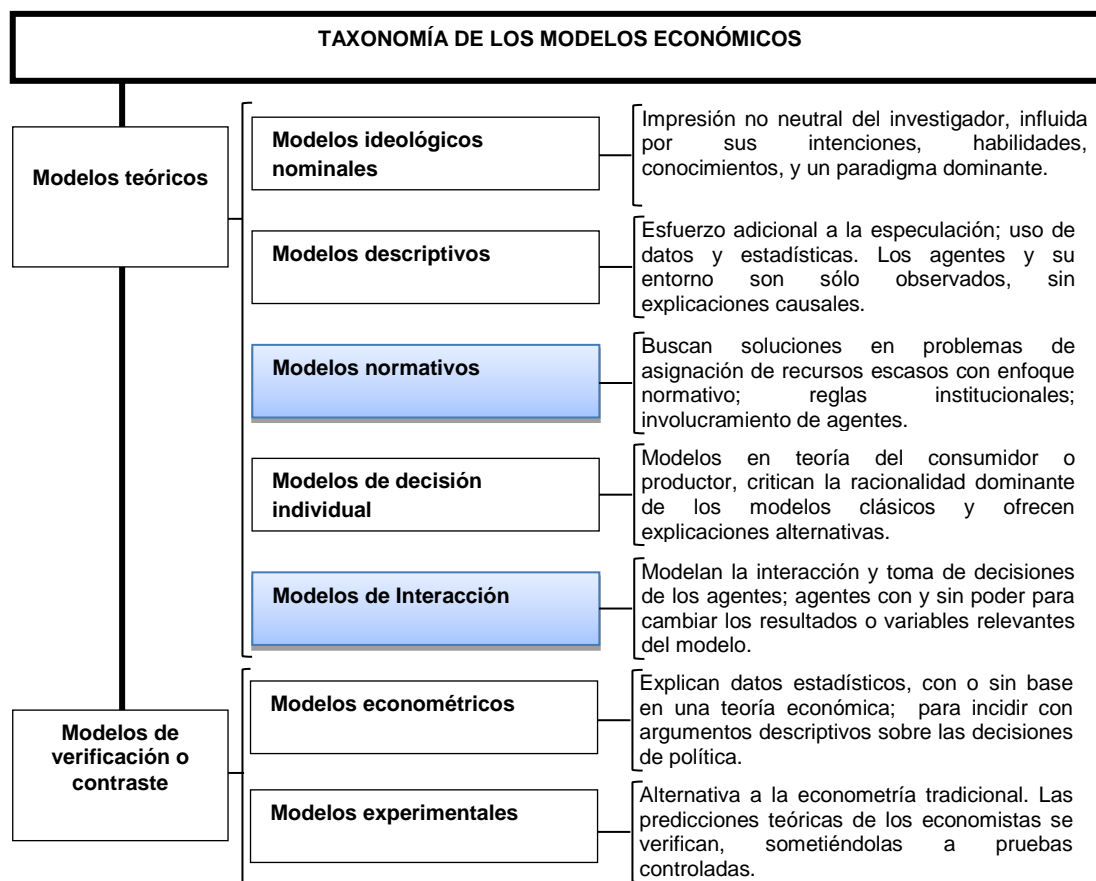 TAXONOMÍA DE LOS MODELOS ECONÓMICOS
Modelos teóricos
Modelos ideológicos
nominales
Impresión no neutral del investigador, influida
por sus intenciones, habilidades,
conocimientos, y un paradigma dominante.
Modelos descriptivos
Esfuerzo adicional a la especulación; uso de
datos y estadísticas. Los agentes y su
entorno son sólo observados, sin
explicaciones causales.
Modelos normativos
Buscan soluciones en problemas de
asignación de recursos escasos con enfoque
normativo; reglas institucionales;
involucramiento de agentes.
Modelos de decisión
individual
Modelos en teoría del consumidor o
productor, critican la racionalidad dominante
de los modelos clásicos y ofrecen
explicaciones alternativas.
Modelos de Interacción
Modelan la interacción y toma de decisiones
de los agentes; agentes con y sin poder para
cambiar los resultados o variables relevantes
del modelo.
Modelos de
verificación o
contraste
Modelos econométricos
Explican datos estadísticos, con o sin base
en una teoría económica; para incidir con
argumentos descriptivos sobre las decisiones
de política.
Modelos experimentales
Alternativa a la econometría tradicional. Las
predicciones teóricas de los economistas se
verifican, sometiéndolas a pruebas
controladas.